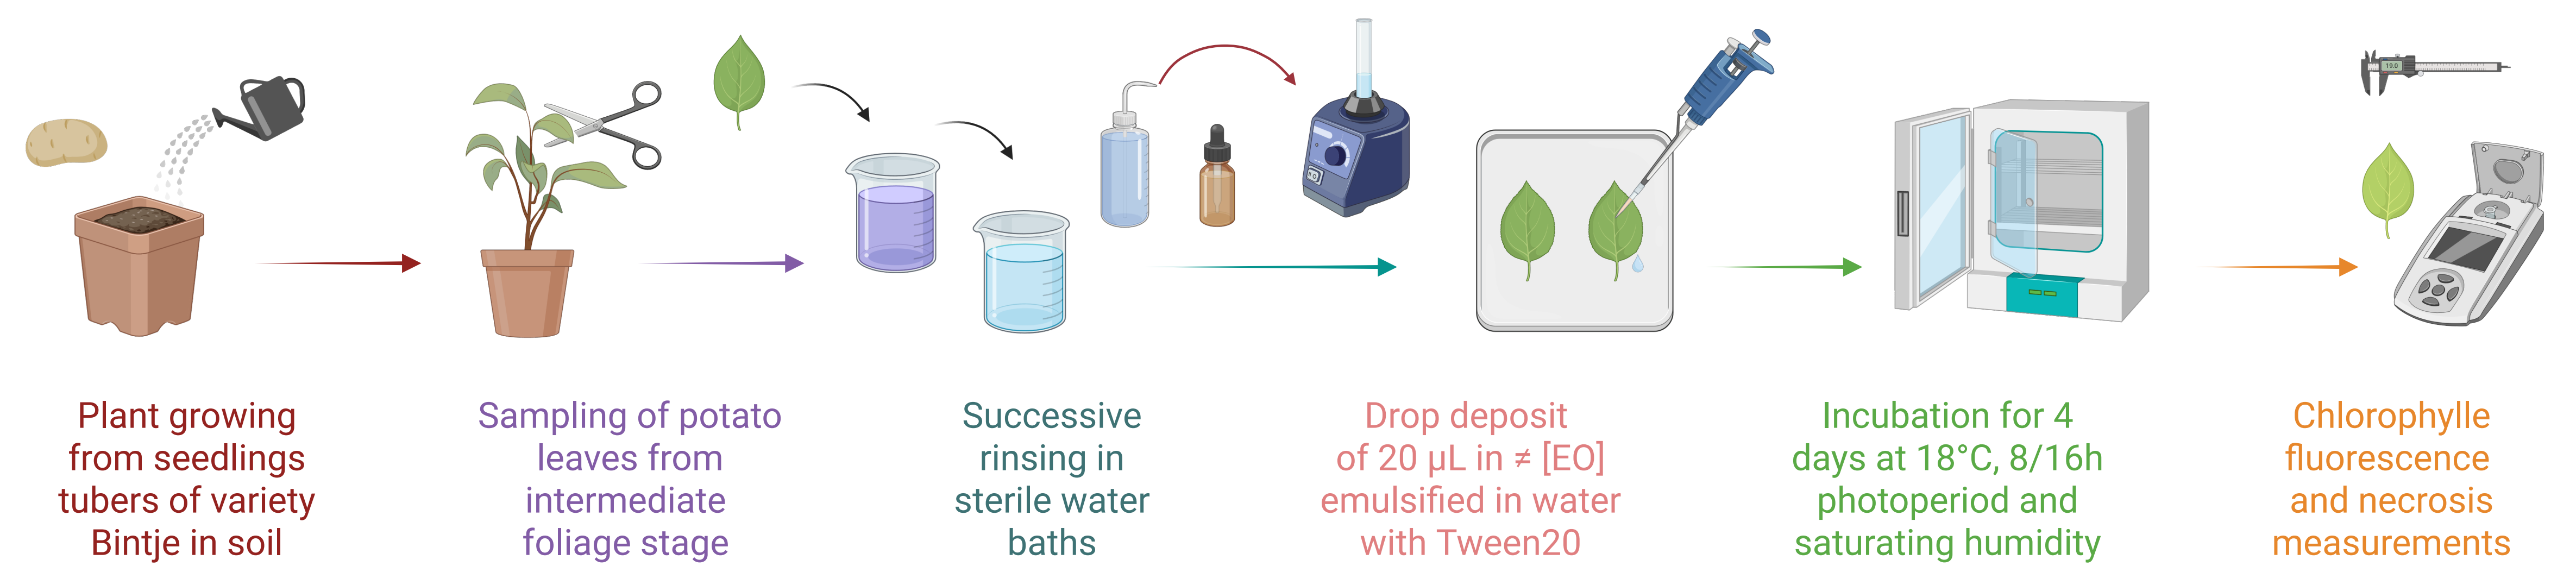 19.0
Plant growing
from seedlings
tubers of variety
Bintje in soil
Sampling of potato
leaves from
intermediate
foliage stage
Successive
rinsing in
sterile water
baths
Drop deposit
of 20 µL in ≠ [EO]
emulsified in water
with Tween20
Incubation for 4
days at 18°C, 8/16h
photoperiod and
saturating humidity
Chlorophylle
fluorescence
and necrosis
measurements